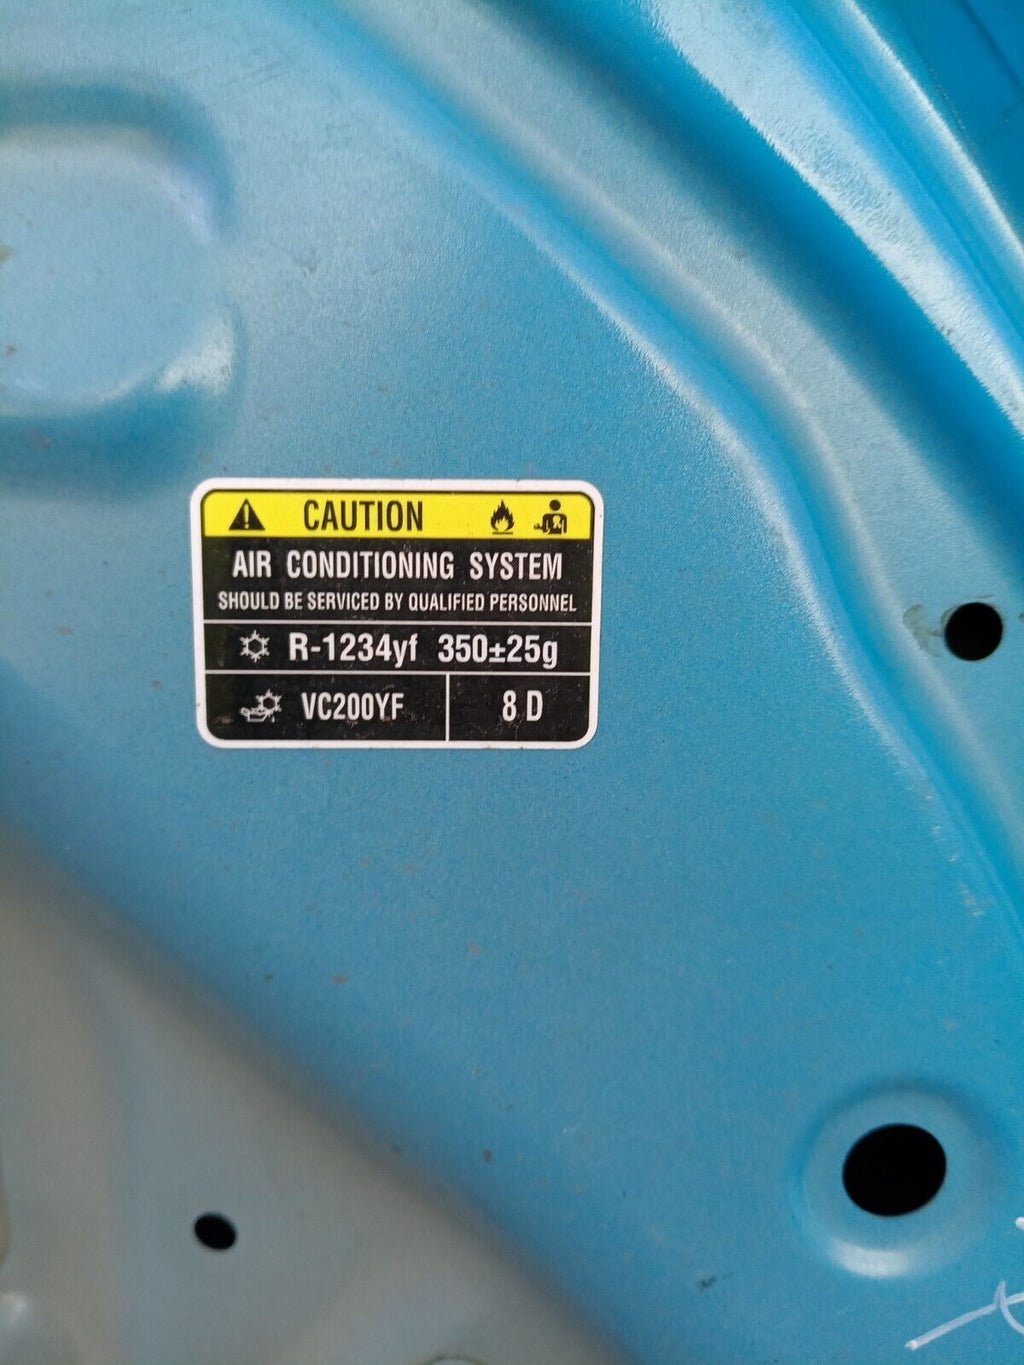 CAUTION
AIR CONDITIONING SYSTEM
SHOULD BE SERVICED BY QUALIFIED PERSONNEL
R-1234yf 350±25g
VC200YF 8 D